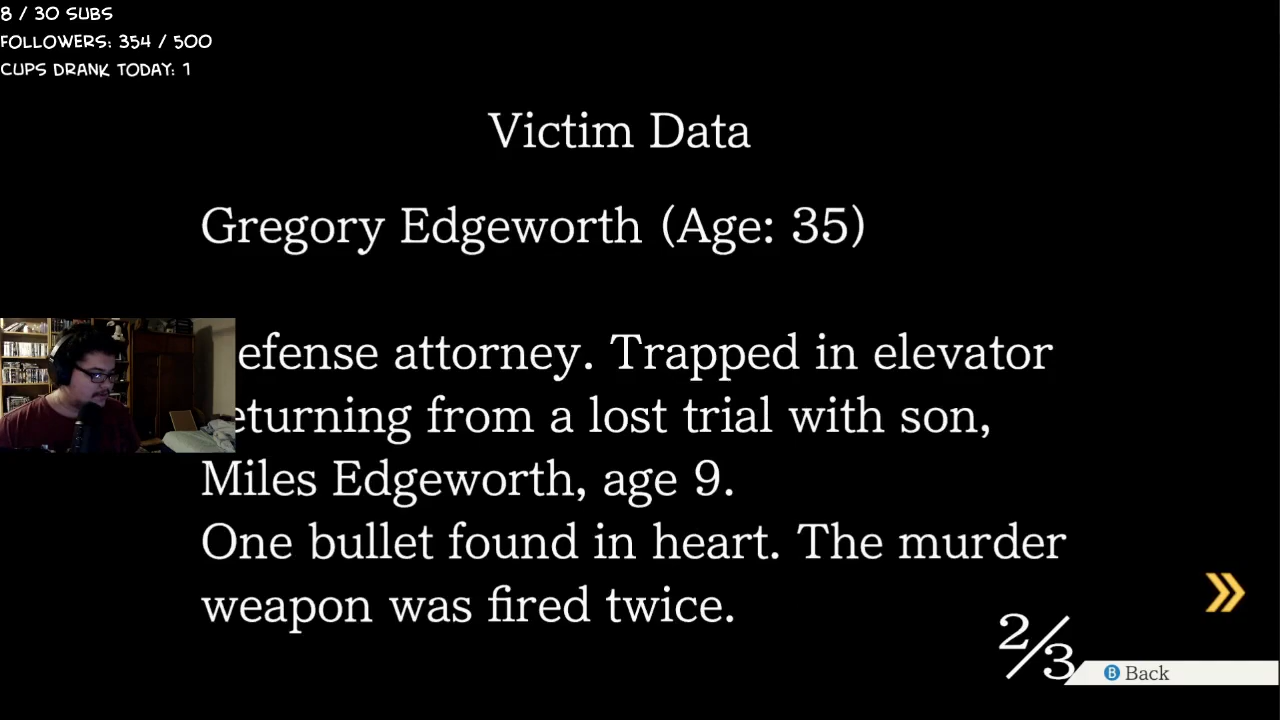 8 / 30 SUBS
FOLLOWERS: 354 / 500
CUPS DRANK TODAY: 1
Victim Data
Gregory Edgeworth (Age: 35)
efense attorney. Trapped in elevator
eturning from a lost trial with son,
Miles Edgeworth, age 9.
One bullet found in heart. The murder
weapon was fired twice.
2/3
B Back